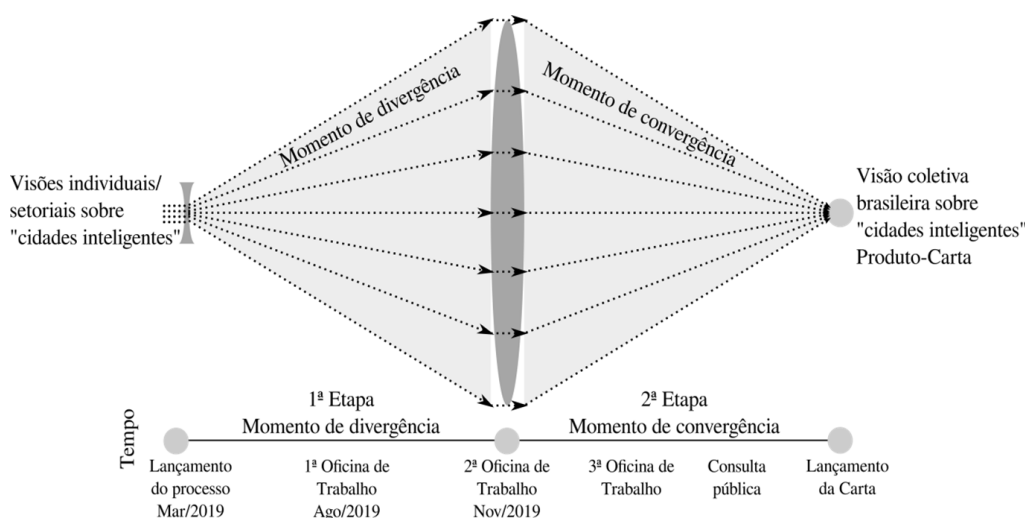 Momento de divergência
Momento de convergência
Visões individuais/
setoriais sobre
"cidades inteligentes"
Visão coletiva
brasileira sobre
"cidades inteligentes"
Produto-Carta
1ª Etapa
Momento de divergência
2ª Etapa
Momento de convergência
Tempo
Lançamento
do processo
Mar/2019
1ª Oficina de
Trabalho
Ago/2019
2ª Oficina de
Trabalho
Nov/2019
3ª Oficina de
Trabalho
Consulta
pública
Lançamento
da Carta